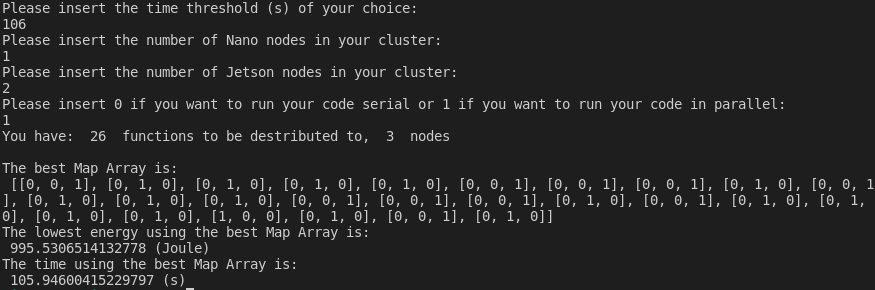 Please insert the time threshold (s) of your choice:
106
Please insert the number of Nano nodes in your cluster:
1
Please insert the number of Jetson nodes in your cluster:
2
Please insert 0 if you want to run your code serial or 1 if you want to run your code in parallel:
1
You have:  26  functions to be destributed to,  3  nodes

The best Map Array is:
 [[0, 0, 1], [0, 1, 0], [0, 1, 0], [0, 1, 0], [0, 1, 0], [0, 0, 1], [0, 0, 1], [0, 0, 1], [0, 1, 0], [0, 0, 1
], [0, 1, 0], [0, 1, 0], [0, 1, 0], [0, 0, 1], [0, 0, 1], [0, 0, 1], [0, 1, 0], [0, 0, 1], [0, 1, 0], [0, 1,
0], [0, 1, 0], [0, 1, 0], [1, 0, 0], [0, 1, 0], [0, 0, 1], [0, 1, 0]]
The lowest energy using the best Map Array is:
 995.5306514132778 (Joule)
The time using the best Map Array is:
 105.94600415229797 (s)